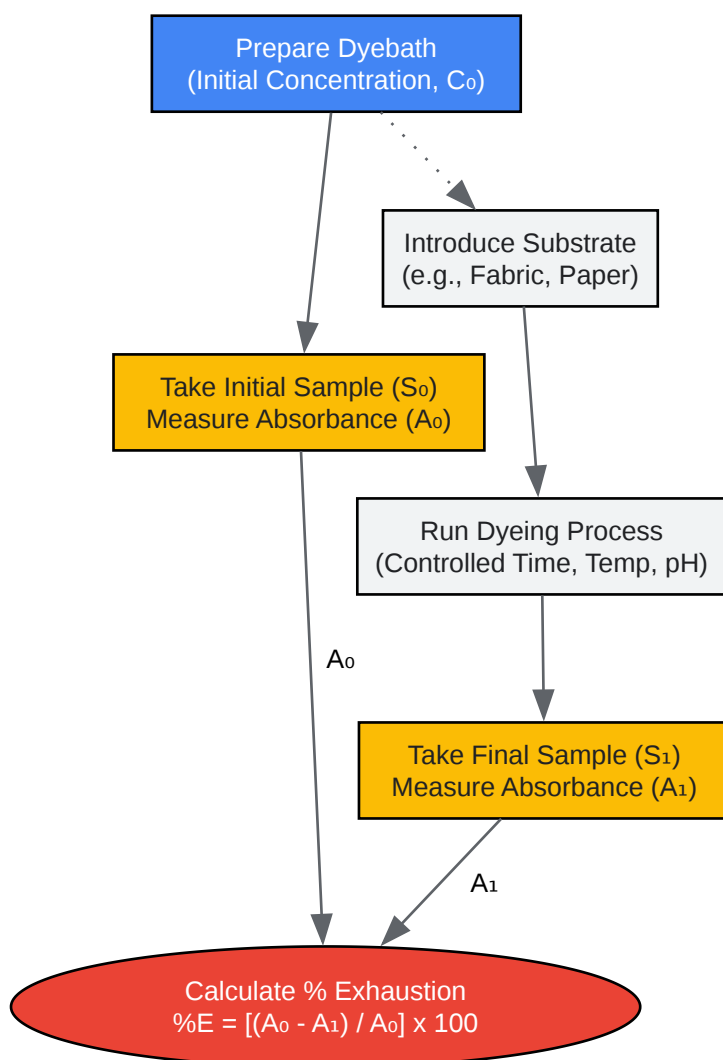 Prepare Dyebath
(Initial Concentration, C₀)
Introduce Substrate
(e.g., Fabric, Paper)
Take Initial Sample (S₀)
Measure Absorbance (A₀)
Run Dyeing Process
(Controlled Time, Temp, pH)
A₀
Take Final Sample (S₁)
Measure Absorbance (A₁)
A₁
Calculate % Exhaustion
%E = [(A₀ - A₁) / A₀] x 100